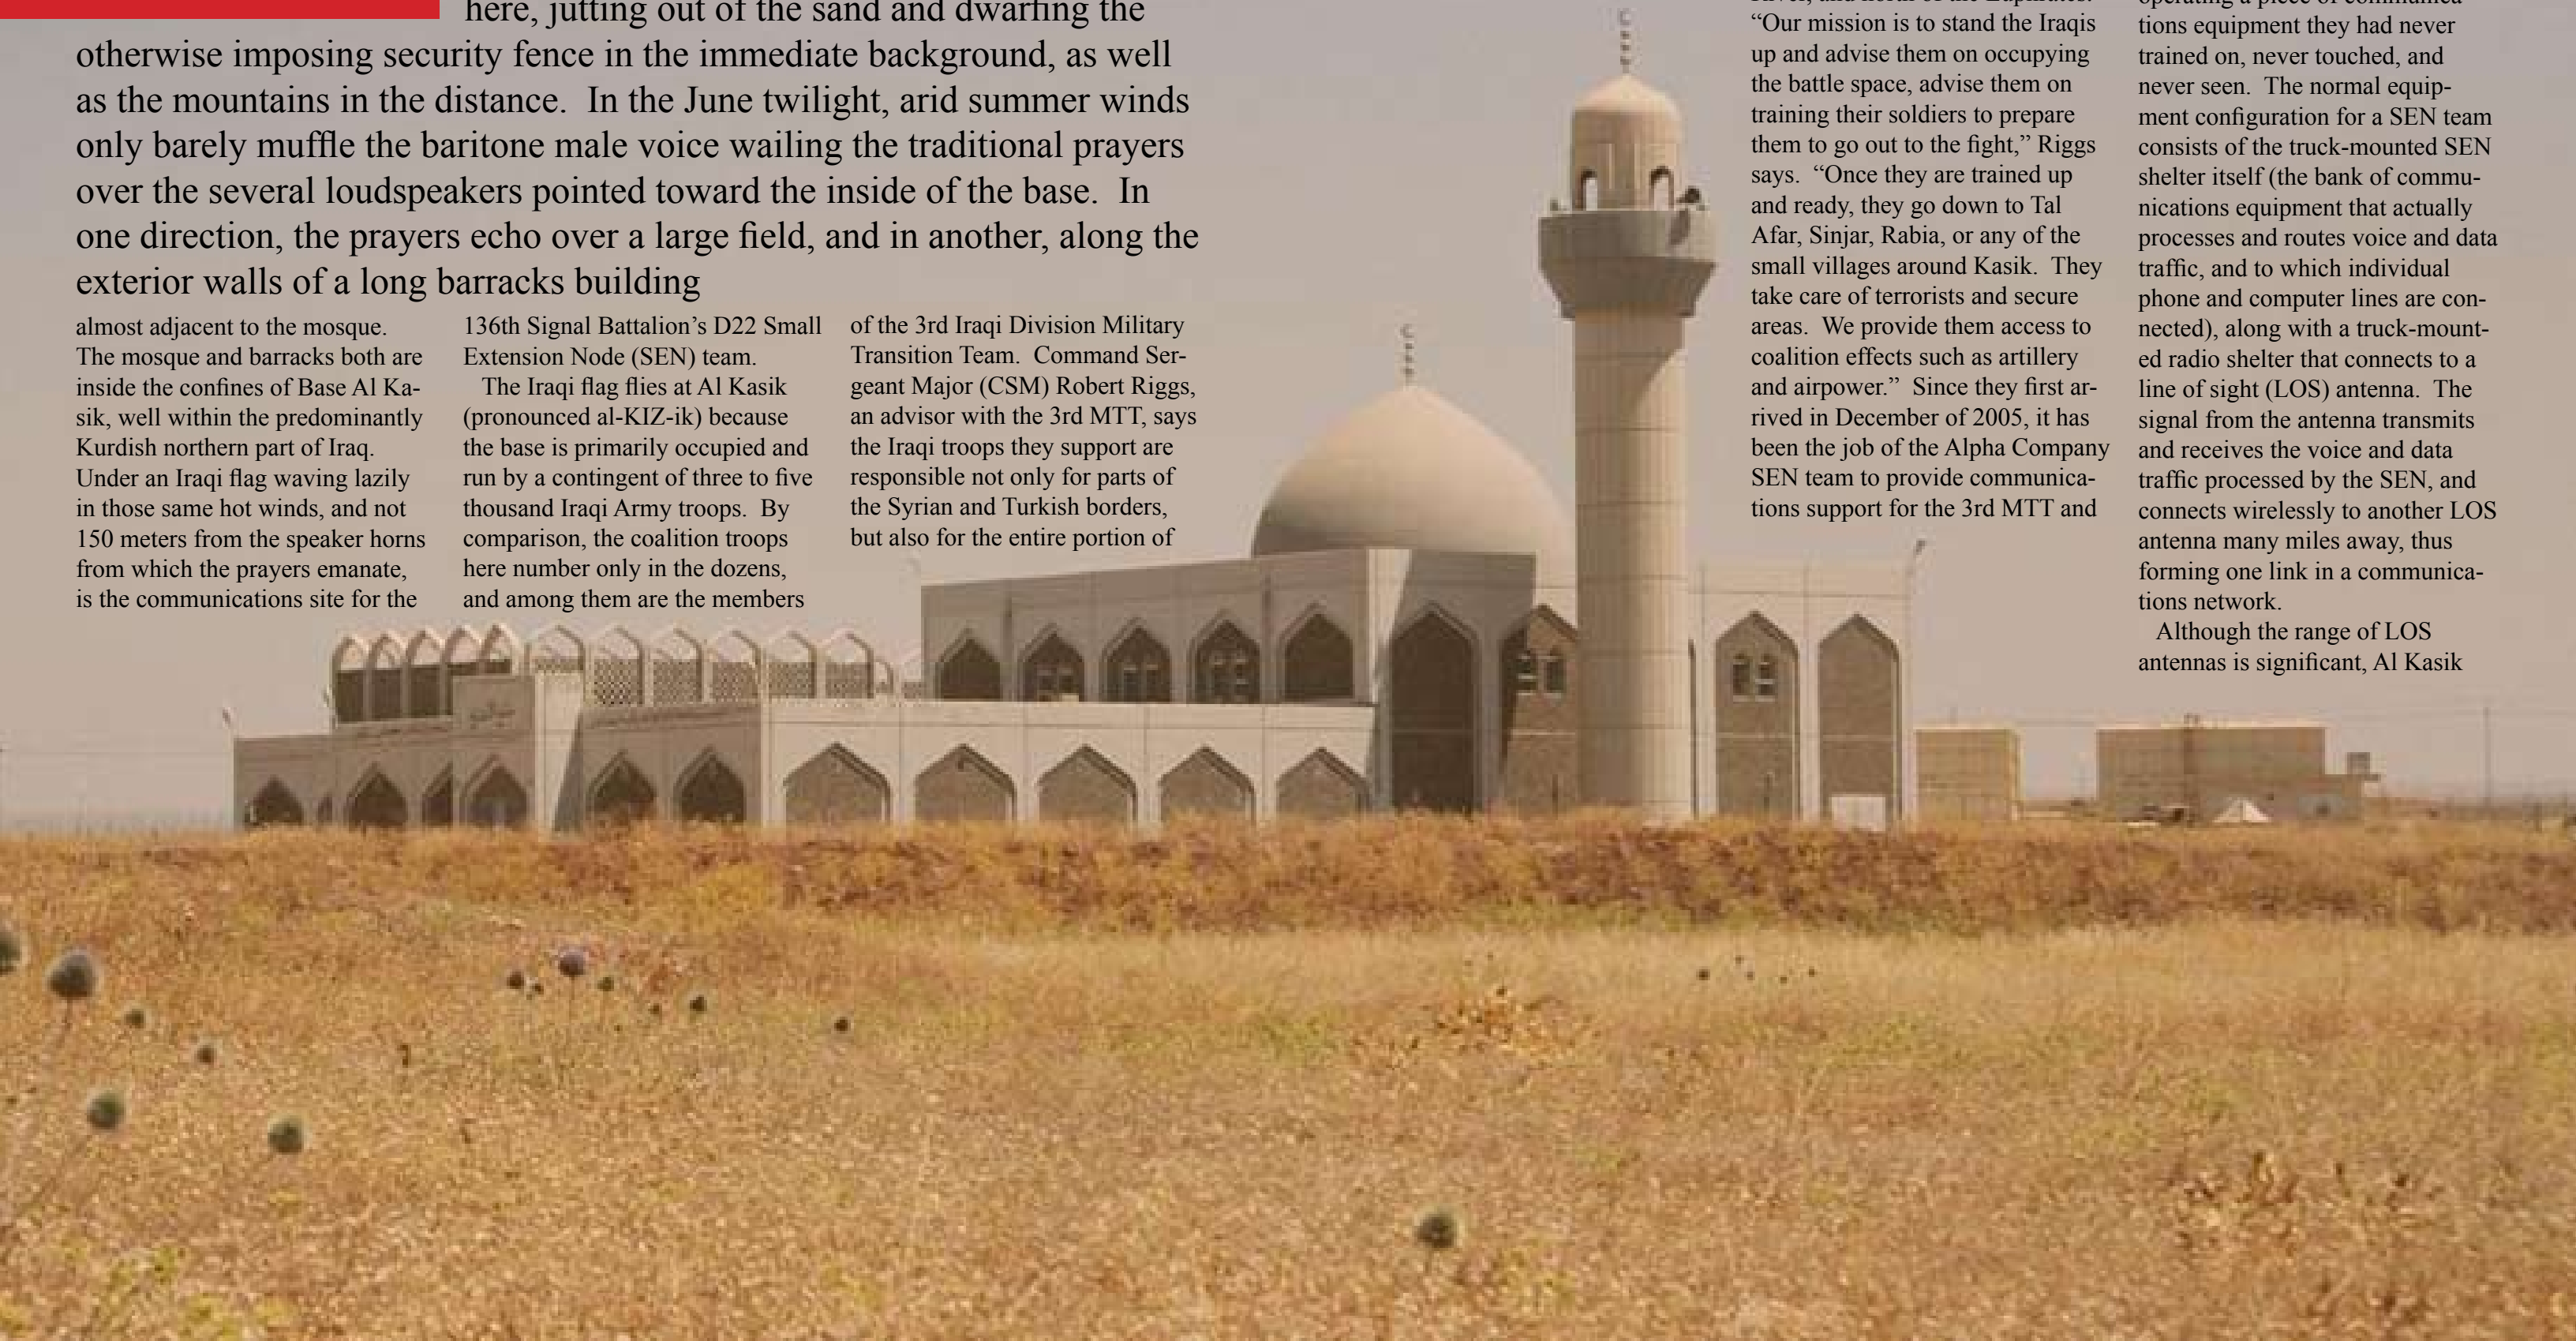 here, jutting out of the sand and dwarfing the
otherwise imposing security fence in the immediate background, as well
as the mountains in the distance.  In the June twilight, arid summer winds
only barely muffle the baritone male voice wailing the traditional prayers
over the several loudspeakers pointed toward the inside of the base.  In
one direction, the prayers echo over a large field, and in another, along the
exterior walls of a long barracks building
almost adjacent to the mosque.
The mosque and barracks both are
inside the confines of Base Al Ka-
sik, well within the predominantly
Kurdish northern part of Iraq.
Under an Iraqi flag waving lazily
in those same hot winds, and not
150 meters from the speaker horns
from which the prayers emanate,
is the communications site for the
136th Signal Battalion’s D22 Small
Extension Node (SEN) team.
The Iraqi flag flies at Al Kasik
(pronounced al-KIZ-ik) because
the base is primarily occupied and
run by a contingent of three to five
thousand Iraqi Army troops.  By
comparison, the coalition troops
here number only in the dozens,
and among them are the members
of the 3rd Iraqi Division Military
Transition Team.  Command Ser-
geant Major (CSM) Robert Riggs,
an advisor with the 3rd MTT, says
the Iraqi troops they support are
responsible not only for parts of
the Syrian and Turkish borders,
but also for the entire portion of
“Our mission is to stand the Iraqis
up and advise them on occupying
the battle space, advise them on
training their soldiers to prepare
them to go out to the fight,” Riggs
says.  “Once they are trained up
and ready, they go down to Tal
Afar, Sinjar, Rabia, or any of the
small villages around Kasik.  They
take care of terrorists and secure
areas.  We provide them access to
coalition effects such as artillery
and airpower.”  Since they first ar-
rived in December of 2005, it has
been the job of the Alpha Company
SEN team to provide communica-
tions support for the 3rd MTT and
tions equipment they had never
trained on, never touched, and
never seen.  The normal equip-
ment configuration for a SEN team
consists of the truck-mounted SEN
shelter itself (the bank of commu-
nications equipment that actually
processes and routes voice and data
traffic, and to which individual
phone and computer lines are con-
nected), along with a truck-mount-
ed radio shelter that connects to a
line of sight (LOS) antenna.  The
signal from the antenna transmits
and receives the voice and data
traffic processed by the SEN, and
connects wirelessly to another LOS
antenna many miles away, thus
forming one link in a communica-
tions network.
Although the range of LOS
antennas is significant, Al Kasik